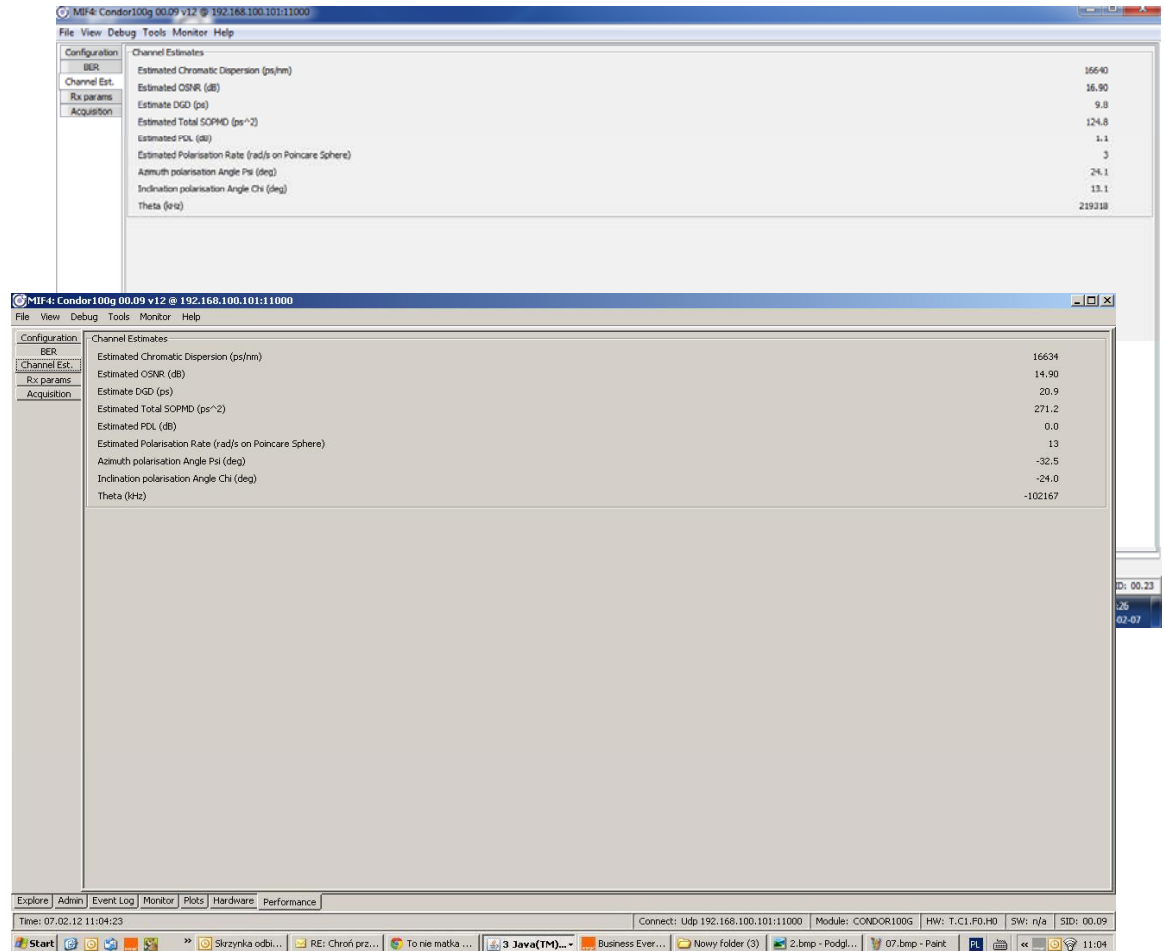 MIF4: Condor100g 00.09 v12 @ 192.168.100.101:11000
File View Debug Tools Monitor Help
Configuration
BER
Channel Est.
Rx params
Acquisition
Channel Estimates
Estimated Chromatic Dispersion (ps/nm) 16640
Estimated OSNR (dB) 16.90
Estimate DGD (ps) 9.8
Estimated Total SOPMD (ps^2) 124.8
Estimated PDL (dB) 1.1
Estimated Polarisation Rate (rad/s on Poincare Sphere) 3
Azimuth polarisation Angle Psi (deg) 24.1
Inclination polarisation Angle Chi (deg) 13.1
Theta (kHz) 219318
MIF4: Condor100g 00.09 v12 @ 192.168.100.101:11000
File View Debug Tools Monitor Help
Configuration
BER
Channel Est.
Rx params
Acquisition
Channel Estimates
Estimated Chromatic Dispersion (ps/nm) 16634
Estimated OSNR (dB) 14.90
Estimate DGD (ps) 20.9
Estimated Total SOPMD (ps^2) 271.2
Estimated PDL (dB) 0.0
Estimated Polarisation Rate (rad/s on Poincare Sphere) 13
Azimuth polarisation Angle Psi (deg) -32.5
Inclination polarisation Angle Chi (deg) -24.0
Theta (kHz) -102167
ID: 00.23
:26
02-07
Explore Admin Event Log Monitor Plots Hardware Performance
Time: 07.02.12 11:04:23 Connect: Udp 192.168.100.101:11000 Module: CONDOR100G HW: T.C1.F0.H0 SW: n/a SID: 00.09
Start » Skrzynka odbi... RE: Chroń prz... To nie matka ... 3 Java(TM)... Business Ever... Nowy folder (3) 2.bmp - Podgl... 07.bmp - Paint PL « 11:04